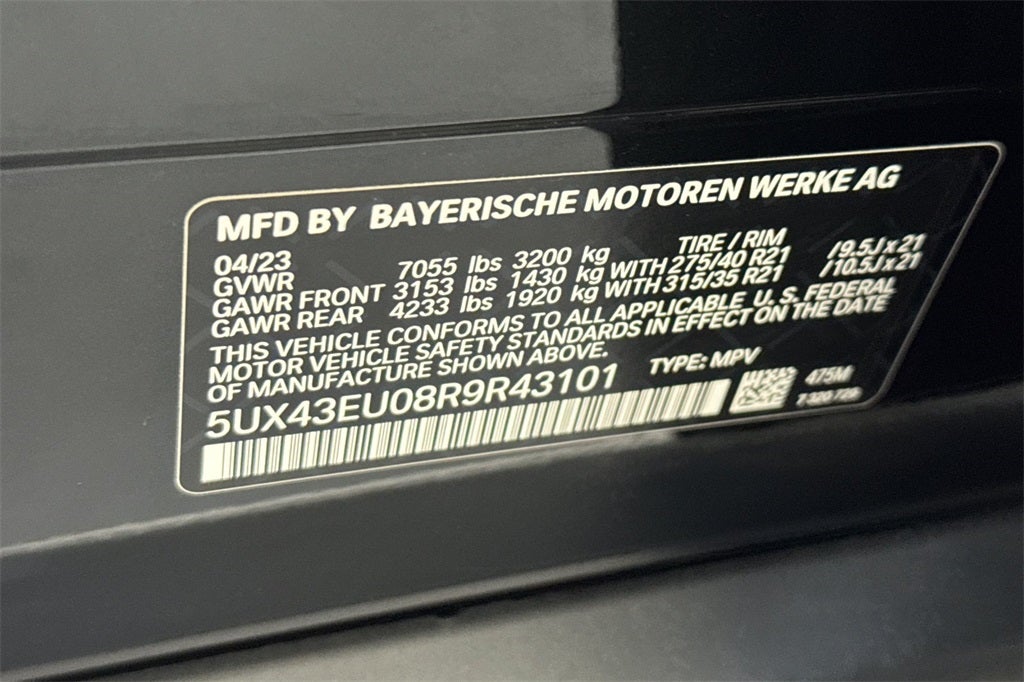 MFD BY BAYERISCHE MOTOREN WERKE AG
04/23 TIRE / RIM
GVWR 7055 lbs 3200 kg
GAWR FRONT 3153 lbs 1430 kg WITH 275/40 R21 /9.5J x 21
GAWR REAR 4233 lbs 1920 kg WITH 315/35 R21 /10.5J x 21
THIS VEHICLE CONFORMS TO ALL APPLICABLE U. S. FEDERAL
MOTOR VEHICLE SAFETY STANDARDS IN EFFECT ON THE DATE
OF MANUFACTURE SHOWN ABOVE.
TYPE: MPV
5UX43EU08R9R43101
475M